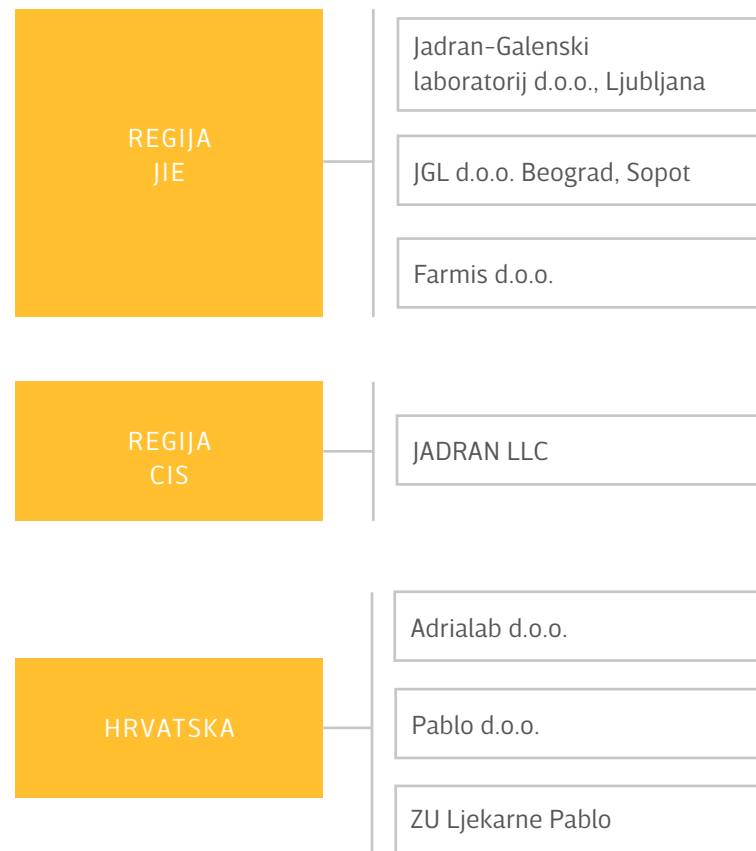 REGIJA
JIE
Jadran-Galenski
laboratorij d.o.o., Ljubljana
JGL d.o.o. Beograd, Sopot
Farmis d.o.o.
REGIJA
CIS
JADRAN LLC
HRVATSKA
Adrialab d.o.o.
Pablo d.o.o.
ZU Ljekarne Pablo